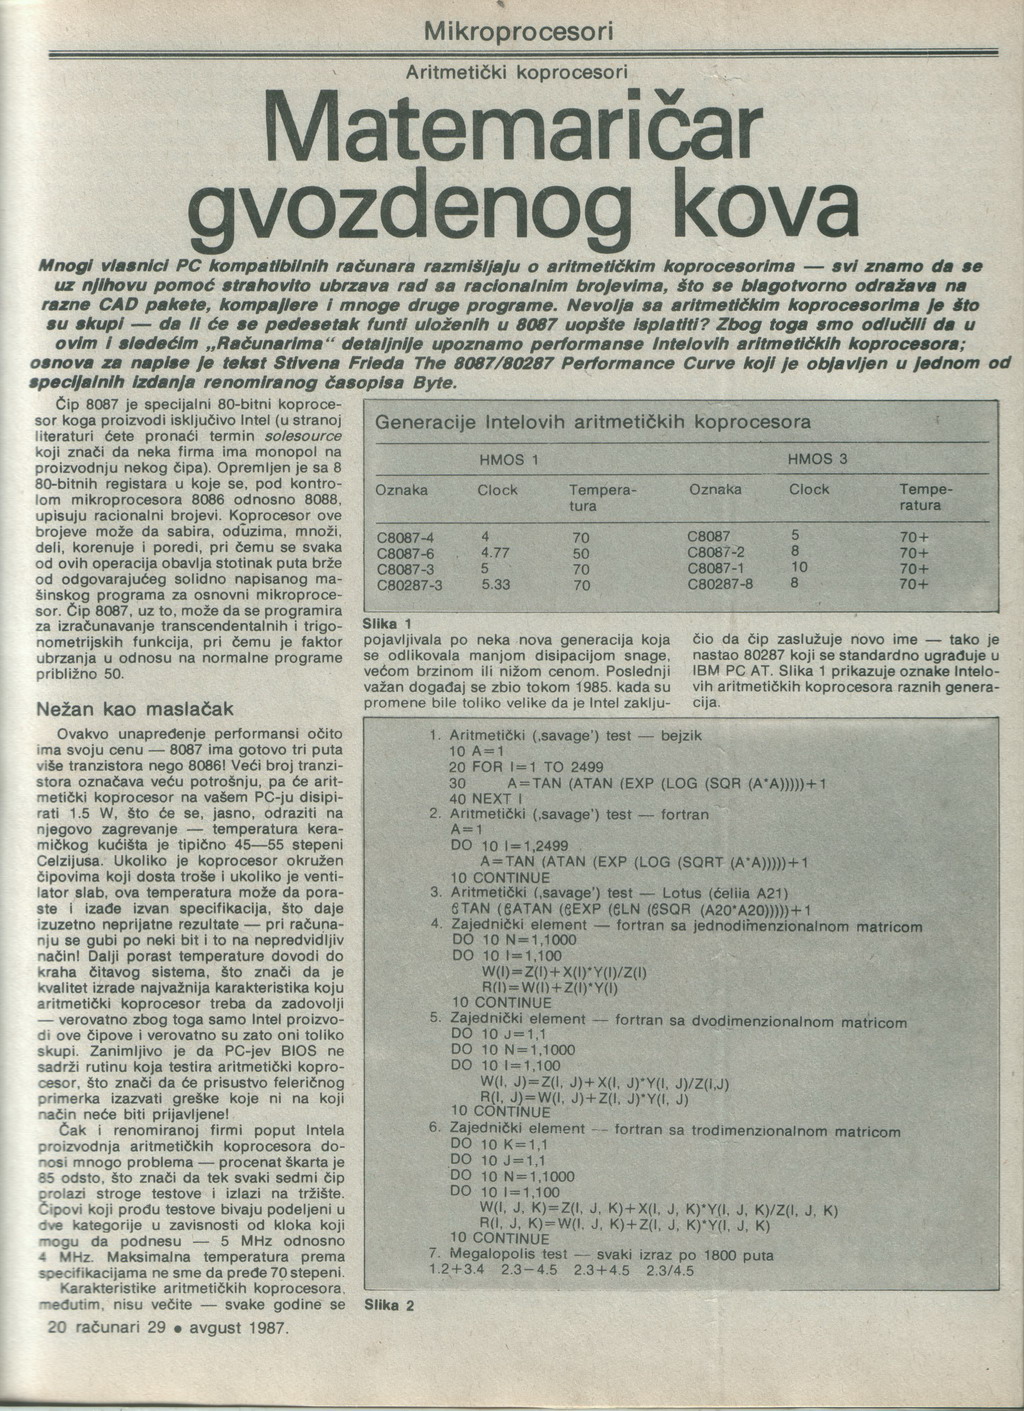 Mikroprocesori
Aritmetički koprocesori
Matemaričar
gvozdenog kova
Mnogi vlasnici PC kompatibilnih računara razmišljaju o aritmetičkim koprocesorima — svi znamo da se
uz njihovu pomoć strahovito ubrzava rad sa racionalnim brojevima, što se blagotvorno odražava na
razne CAD pakete, kompajlere i mnoge druge programe. Nevolja sa aritmetičkim koprocesorima je što
su skupi — da li će se pedesetak funti uloženih u 8087 uopšte isplatiti? Zbog toga smo odlučili da u
ovim i sledećim „Računarima" detaljnije upoznamo performanse Intelovih aritmetičkih koprocesora;
osnova za napise je tekst Stivena Frieda The 8087/80287 Performance Curve koji je objavljen u jednom od
specijalnih izdanja renomiranog časopisa Byte.
Čip 8087 je specijalni 80-bitni koproce-
sor koga proizvodi isključivo Intel (u stranoj
literaturi ćete pronaći termin solesource
koji znači da neka firma ima monopol na
proizvodnju nekog čipa). Opremljen je sa 8
80-bitnih registara u koje se, pod kontro-
lom mikroprocesora 8086 odnosno 8088,
upisuju racionalni brojevi. Koprocesor ove
brojeve može da sabira, oduzima, množi,
deli, korenuje i poredi, pri čemu se svaka
od ovih operacija obavlja stotinak puta brže
od odgovarajućeg solidno napisanog ma-
šinskog programa za osnovni mikroproce-
sor. Čip 8087, uz to, može da se programira
za izračunavanje transcendentalnih i trigo-
nometrijskih funkcija, pri čemu je faktor
ubrzanja u odnosu na normalne programe
približno 50.
Nežan kao maslačak
Ovakvo unapređenje performansi očito
ima svoju cenu — 8087 ima gotovo tri puta
više tranzistora nego 8086! Veći broj tranzi-
stora označava veću potrošnju, pa će arit-
metički koprocesor na vašem PC-ju disipi-
rati 1.5 W, što će se, jasno, odraziti na
njegovo zagrevanje — temperatura kera-
mičkog kućišta je tipično 45—55 stepeni
Celzijusa. Ukoliko je koprocesor okružen
čipovima koji dosta troše i ukoliko je venti-
lator slab, ova temperatura može da pora-
ste i izađe izvan specifikacija, što daje
izuzetno neprijatne rezultate — pri računa-
nju se gubi po neki bit i to na nepredvidljiv
način! Dalji porast temperature dovodi do
kraha čitavog sistema, što znači da je
kvalitet izrade najvažnija karakteristika koju
aritmetički koprocesor treba da zadovolji
— verovatno zbog toga samo Intel proizvo-
di ove čipove i verovatno su zato oni toliko
skupi. Zanimljivo je da PC-jev BIOS ne
sadrži rutinu koja testira aritmetički kopro-
cesor, što znači da će prisustvo feleričnog
primerka izazvati greške koje ni na koji
način neće biti prijavljene!
Čak i renomiranoj firmi poput Intela
proizvodnja aritmetičkih koprocesora do-
nosi mnogo problema — procenat škarta je
85 odsto, što znači da tek svaki sedmi čip
prolazi stroge testove i izlazi na tržište.
Čipovi koji prođu testove bivaju podeljeni u
dve kategorije u zavisnosti od kloka koji
mogu da podnesu — 5 MHz odnosno
4 MHz. Maksimalna temperatura prema
specifikacijama ne sme da pređe 70 stepeni.
Karakteristike aritmetičkih koprocesora,
međutim, nisu večite — svake godine se
Generacije Intelovih aritmetičkih koprocesora
HMOS 1 HMOS 3
Oznaka Clock Tempera- Oznaka Clock Tempe-
tura ratura
C8087-4 4 70 C8087 5 70+
C8087-6 4.77 50 C8087-2 8 70+
C8087-3 5 70 C8087-1 10 70+
C80287-3 5.33 70 C80287-8 8 70+
Slika 1
pojavljivala po neka nova generacija koja
se odlikovala manjom disipacijom snage,
većom brzinom ili nižom cenom. Poslednji
važan događaj se zbio tokom 1985. kada su
promene bile toliko velike da je Intel zaklju-
čio da čip zaslužuje novo ime — tako je
nastao 80287 koji se standardno ugrađuje u
IBM PC AT. Slika 1 prikazuje oznake Intelo-
vih aritmetičkih koprocesora raznih genera-
cija.
1. Aritmetički (‚savage') test — bejzik
10 A=1
20 FOR I=1 TO 2499
30 A=TAN (ATAN (EXP (LOG (SQR (A*A)))))+1
40 NEXT I
2. Aritmetički (‚savage') test — fortran
A=1
DO 10 I=1,2499
A=TAN (ATAN (EXP (LOG (SQRT (A*A)))))+1
10 CONTINUE
3. Aritmetički (‚savage') test — Lotus (ćeliia A21)
@TAN (@ATAN (@EXP (@LN (@SQR (A20*A20)))))+1
4. Zajednički element — fortran sa jednodimenzionalnom matricom
DO 10 N=1,1000
DO 10 I=1,100
W(I)=Z(I)+X(I)*Y(I)/Z(I)
R(I)=W(I)+Z(I)*Y(I)
10 CONTINUE
5. Zajednički element — fortran sa dvodimenzionalnom matricom
DO 10 J=1,1
DO 10 N=1,1000
DO 10 I=1,100
W(I, J)=Z(I, J)+X(I, J)*Y(I, J)/Z(I,J)
R(I, J)=W(I, J)+Z(I, J)*Y(I, J)
10 CONTINUE
6. Zajednički element — fortran sa trodimenzionalnom matricom
DO 10 K=1,1
DO 10 J=1,1
DO 10 N=1,1000
DO 10 I=1,100
W(I, J, K)=Z(I, J, K)+X(I, J, K)*Y(I, J, K)/Z(I, J, K)
R(I, J, K)=W(I, J, K)+Z(I, J, K)*Y(I, J, K)
10 CONTINUE
7. Megalopolis test — svaki izraz po 1800 puta
1.2+3.4 2.3−4.5 2.3+4.5 2.3/4.5
Slika 2
20 računari 29 • avgust 1987.